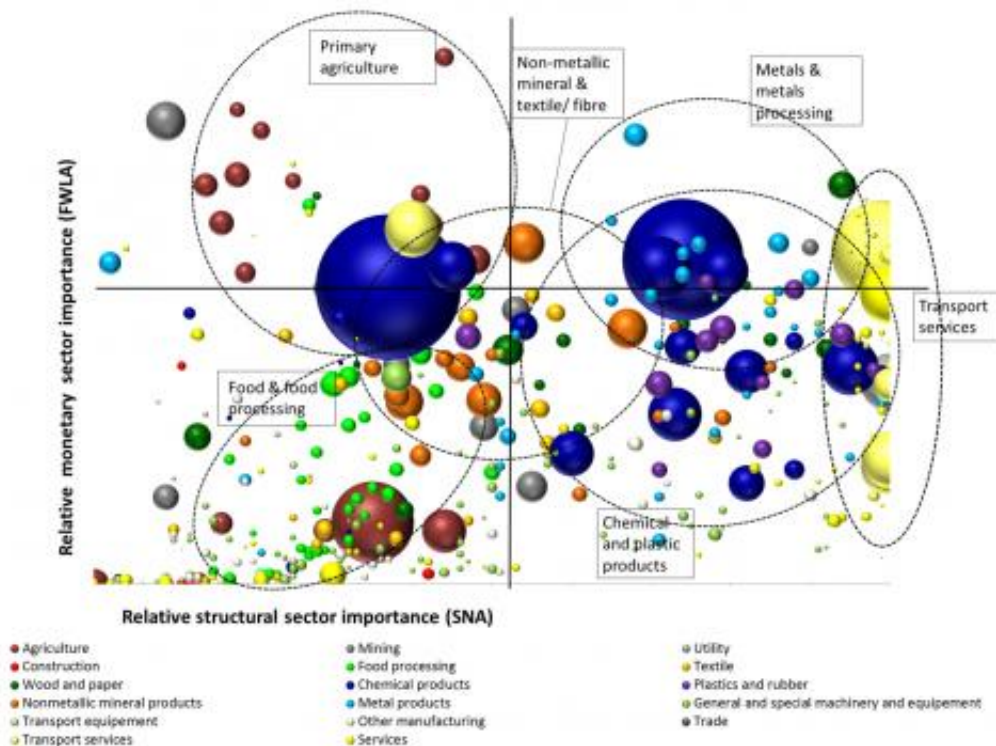 Primary
agriculture
Non-metallic
mineral &
textile/ fibre
Metals &
metals
processing
Relative monetary sector importance (FWLA)
Transport
services
Food & food
processing
Chemical
and plastic
products
Relative structural sector importance (SNA)
Agriculture
Mining
Utility
Construction
Food processing
Textile
Wood and paper
Chemical products
Plastics and rubber
Nonmetallic mineral products
Metal products
General and special machinery and equipement
Transport equipement
Other manufacturing
Trade
Transport services
Services